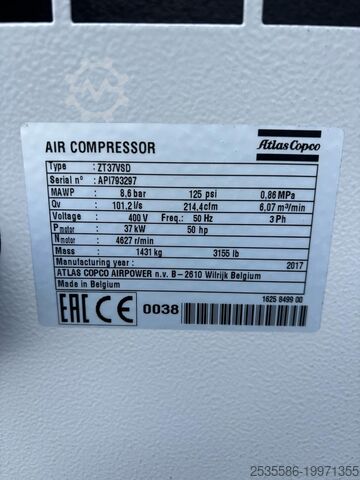 Atlas Copco
AIR COMPRESSOR
Type : ZT37VSD
Serial n° : API793297
MAWP : 8,6 bar 125 psi 0,86 MPa
Qv : 101,2 l/s 214,4 cfm 6,07 m³/min
Voltage : 400 V Freq.: 50 Hz 3 Ph
P motor : 37 kW 50 hp
N motor : 4627 r/min
Mass : 1431 kg 3155 lb
Manufacturing year : 2017
ATLAS COPCO AIRPOWER n.v. B-2610 Wilrijk Belgium
Made in Belgium
1625 8499 00
EAC CE 0038
2535586-19971355